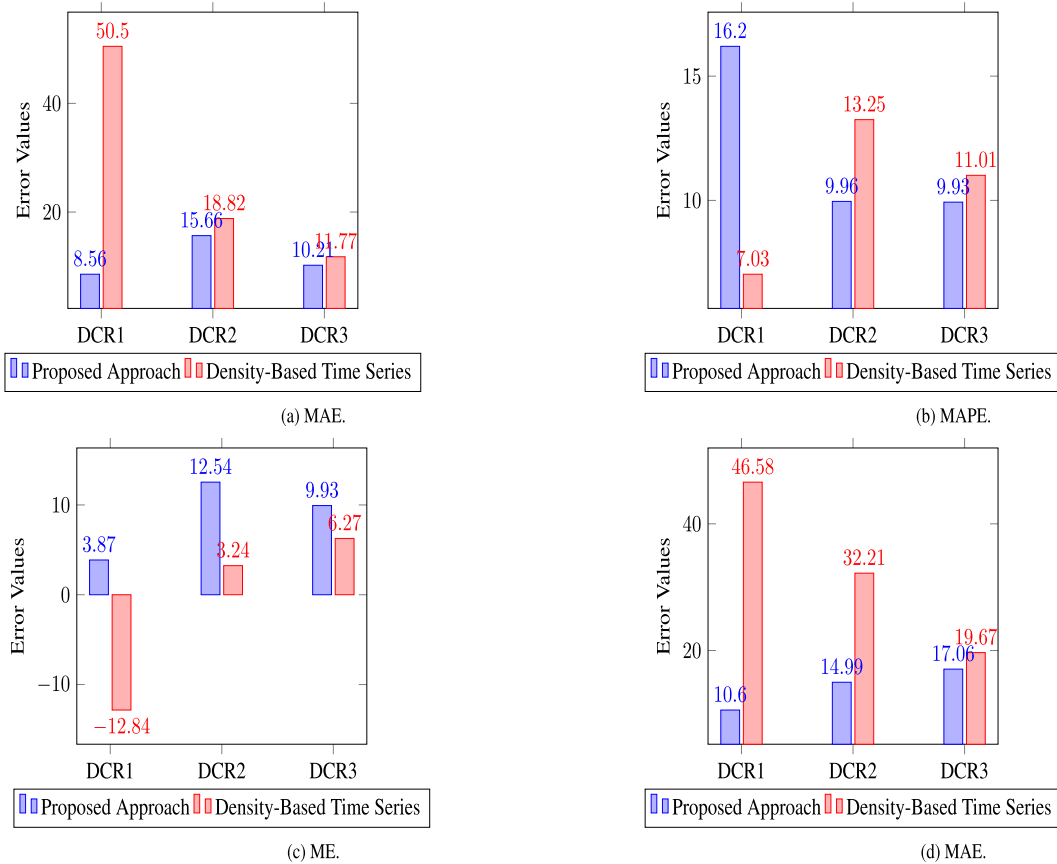 50.5
40
Error Values
18.82
20
15.66
11.77
10.21
8.56
DCR1 DCR2 DCR3
Proposed Approach Density-Based Time Series
(a) MAE.
16.2
15
13.25
Error Values
11.01
10
9.96
9.93
7.03
DCR1 DCR2 DCR3
Proposed Approach Density-Based Time Series
(b) MAPE.
12.54
10
9.93
6.27
3.87
3.24
Error Values
0
−10
−12.84
DCR1 DCR2 DCR3
Proposed Approach Density-Based Time Series
(c) ME.
46.58
40
32.21
Error Values
20
19.67
17.06
14.99
10.6
DCR1 DCR2 DCR3
Proposed Approach Density-Based Time Series
(d) MAE.